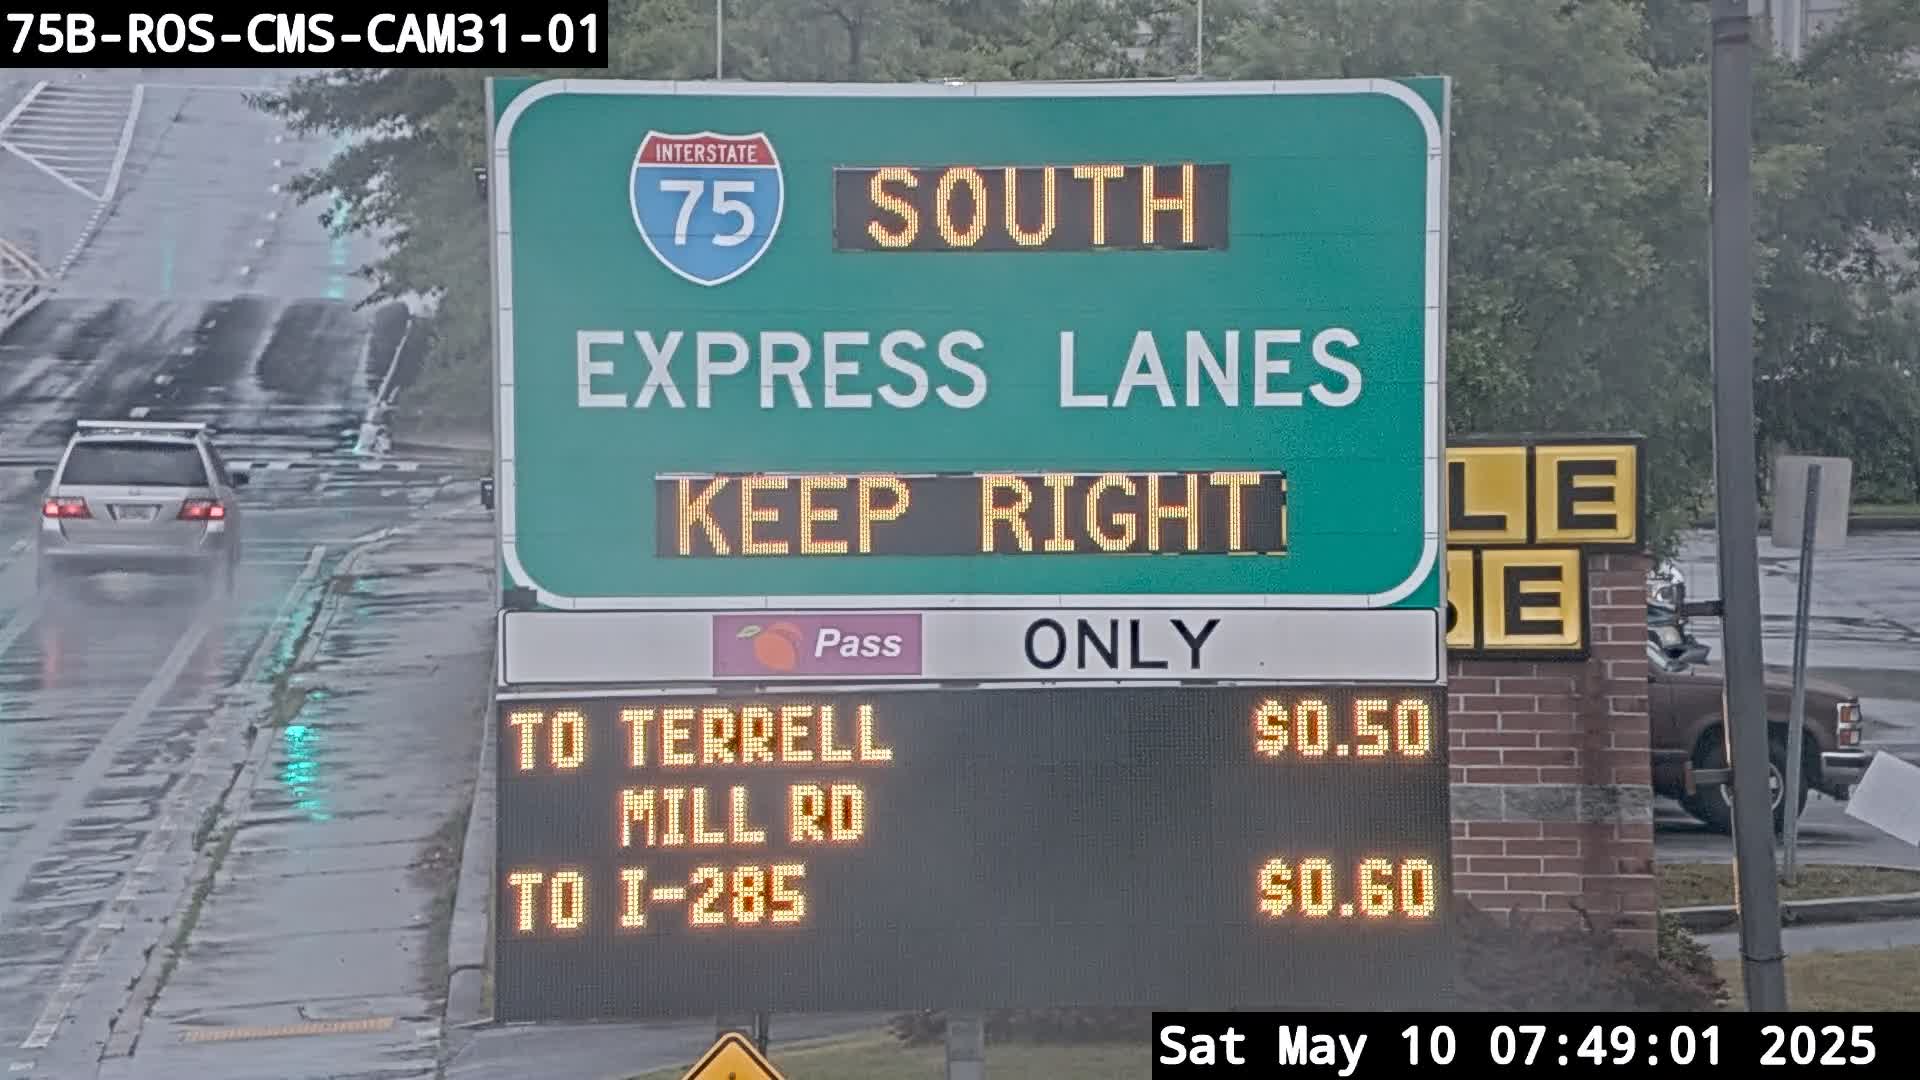 75B-ROS-CMS-CAM31-01
INTERSTATE
75
SOUTH
EXPRESS LANES
KEEP RIGHT
Pass ONLY
TO TERRELL $0.50
MILL RD
TO I-285 $0.60
LE
E
Sat May 10 07:49:01 2025